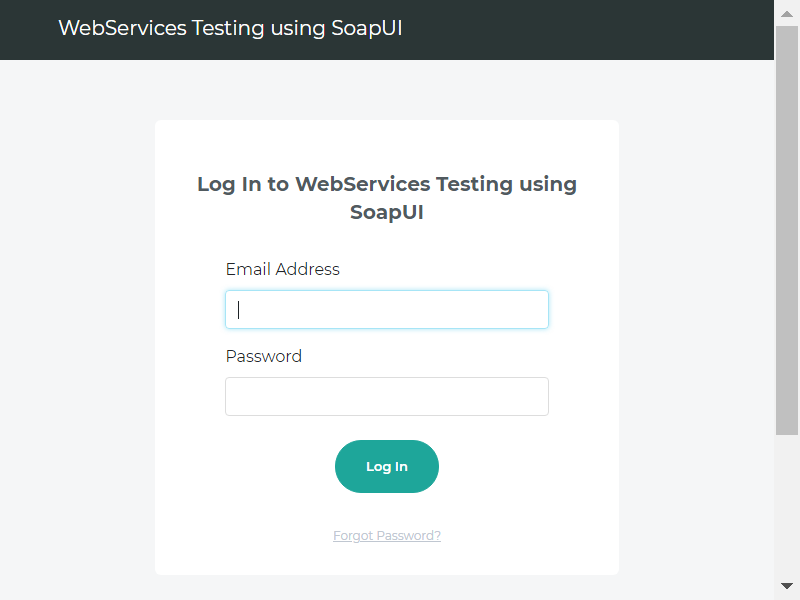 WebServices Testing using SoapUI
Log In to WebServices Testing using
SoapUI
Email Address
Password
Log In
Forgot Password?